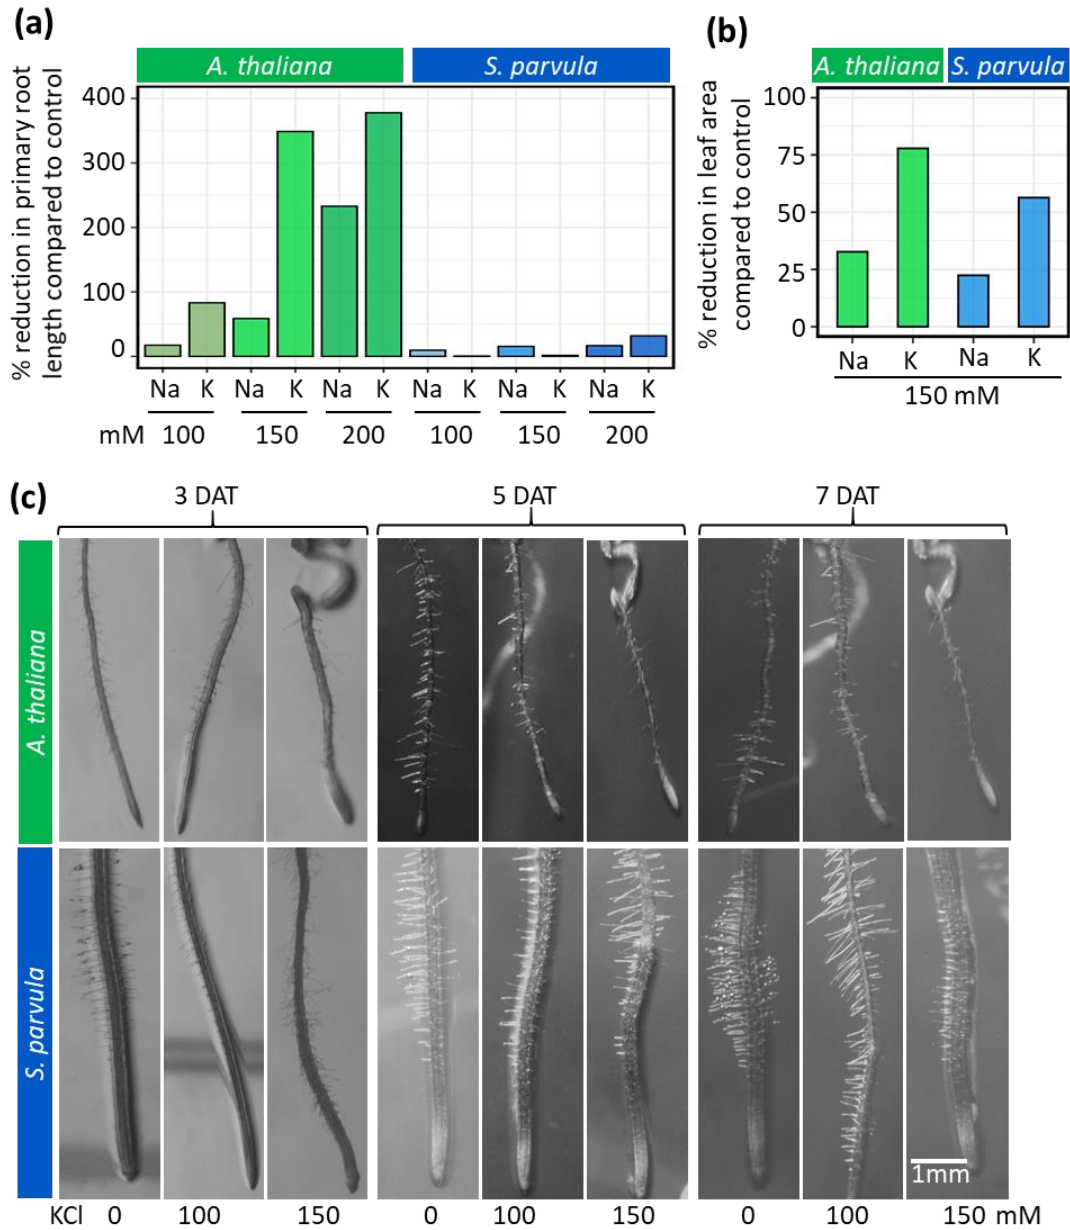 (a)
A. thaliana S. parvula
% reduction in primary root
length compared to control
400
300
200
100
0
Na K Na K Na K Na K Na K Na K
mM 100 150 200 100 150 200
(b)
A. thaliana S. parvula
% reduction in leaf area
compared to control
100
75
50
25
0
Na K Na K
150 mM
(c)
3 DAT 5 DAT 7 DAT
A. thaliana
S. parvula
1mm
KCl 0 100 150 0 100 150 0 100 150 mM